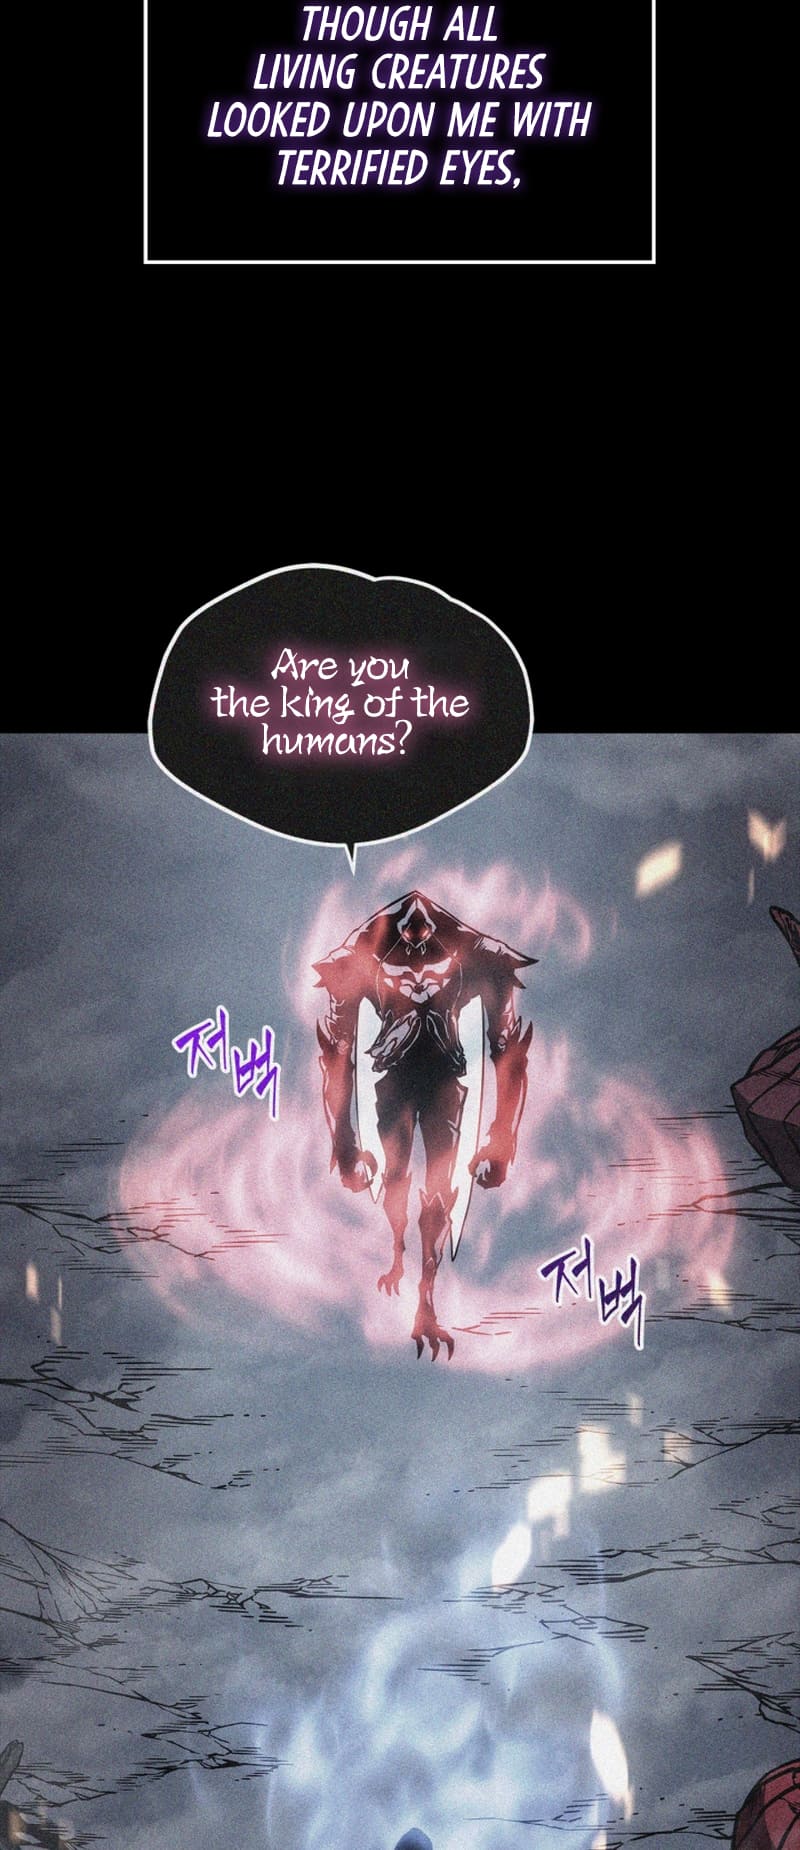 THOUGH ALL
LIVING CREATURES
LOOKED UPON ME WITH
TERRIFIED EYES,
Are you
the king of the
humans?
저벅
저벅